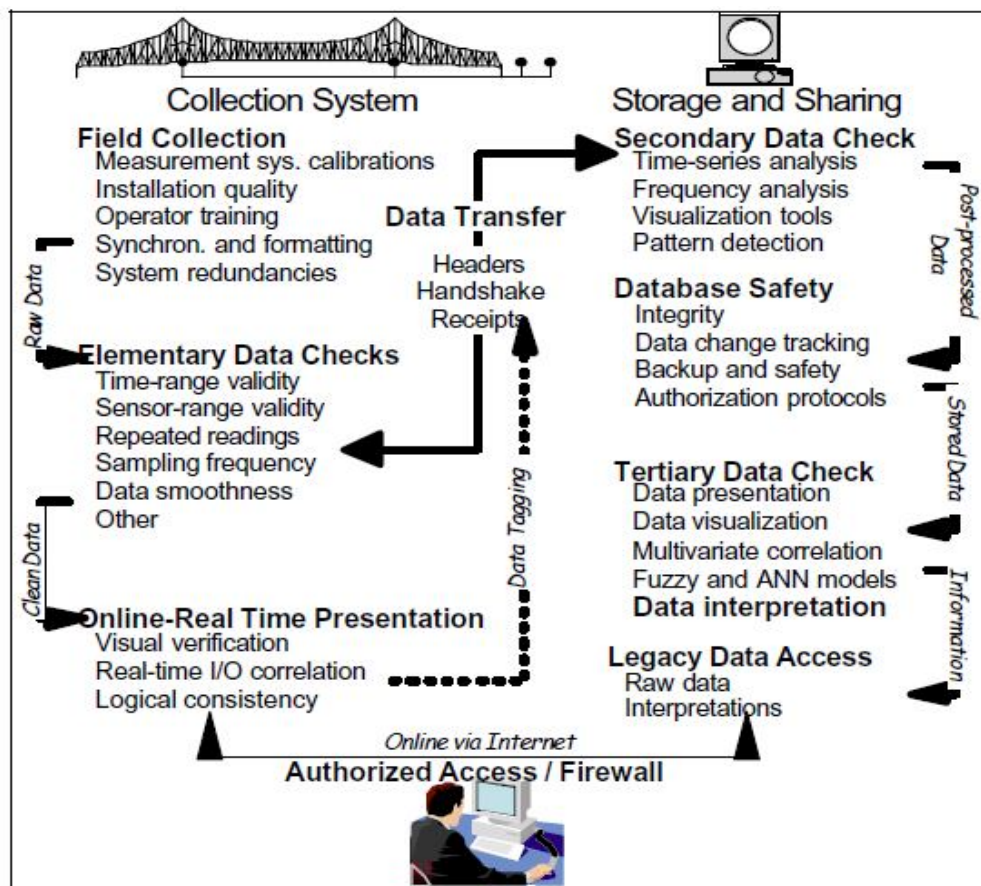 Collection System
Field Collection
Measurement sys. calibrations
Installation quality
Operator training
Synchron. and formatting
System redundancies
Raw Data
Elementary Data Checks
Time-range validity
Sensor-range validity
Repeated readings
Sampling frequency
Data smoothness
Other
Clean Data
Online-Real Time Presentation
Visual verification
Real-time I/O correlation
Logical consistency
Data Transfer
Headers
Handshake
Receipts
Data Tagging
Storage and Sharing
Secondary Data Check
Time-series analysis
Frequency analysis
Visualization tools
Pattern detection
Post-processed
Data
Database Safety
Integrity
Data change tracking
Backup and safety
Authorization protocols
Stored Data
Tertiary Data Check
Data presentation
Data visualization
Multivariate correlation
Fuzzy and ANN models
Data interpretation
Information
Legacy Data Access
Raw data
Interpretations
Online via Internet
Authorized Access / Firewall